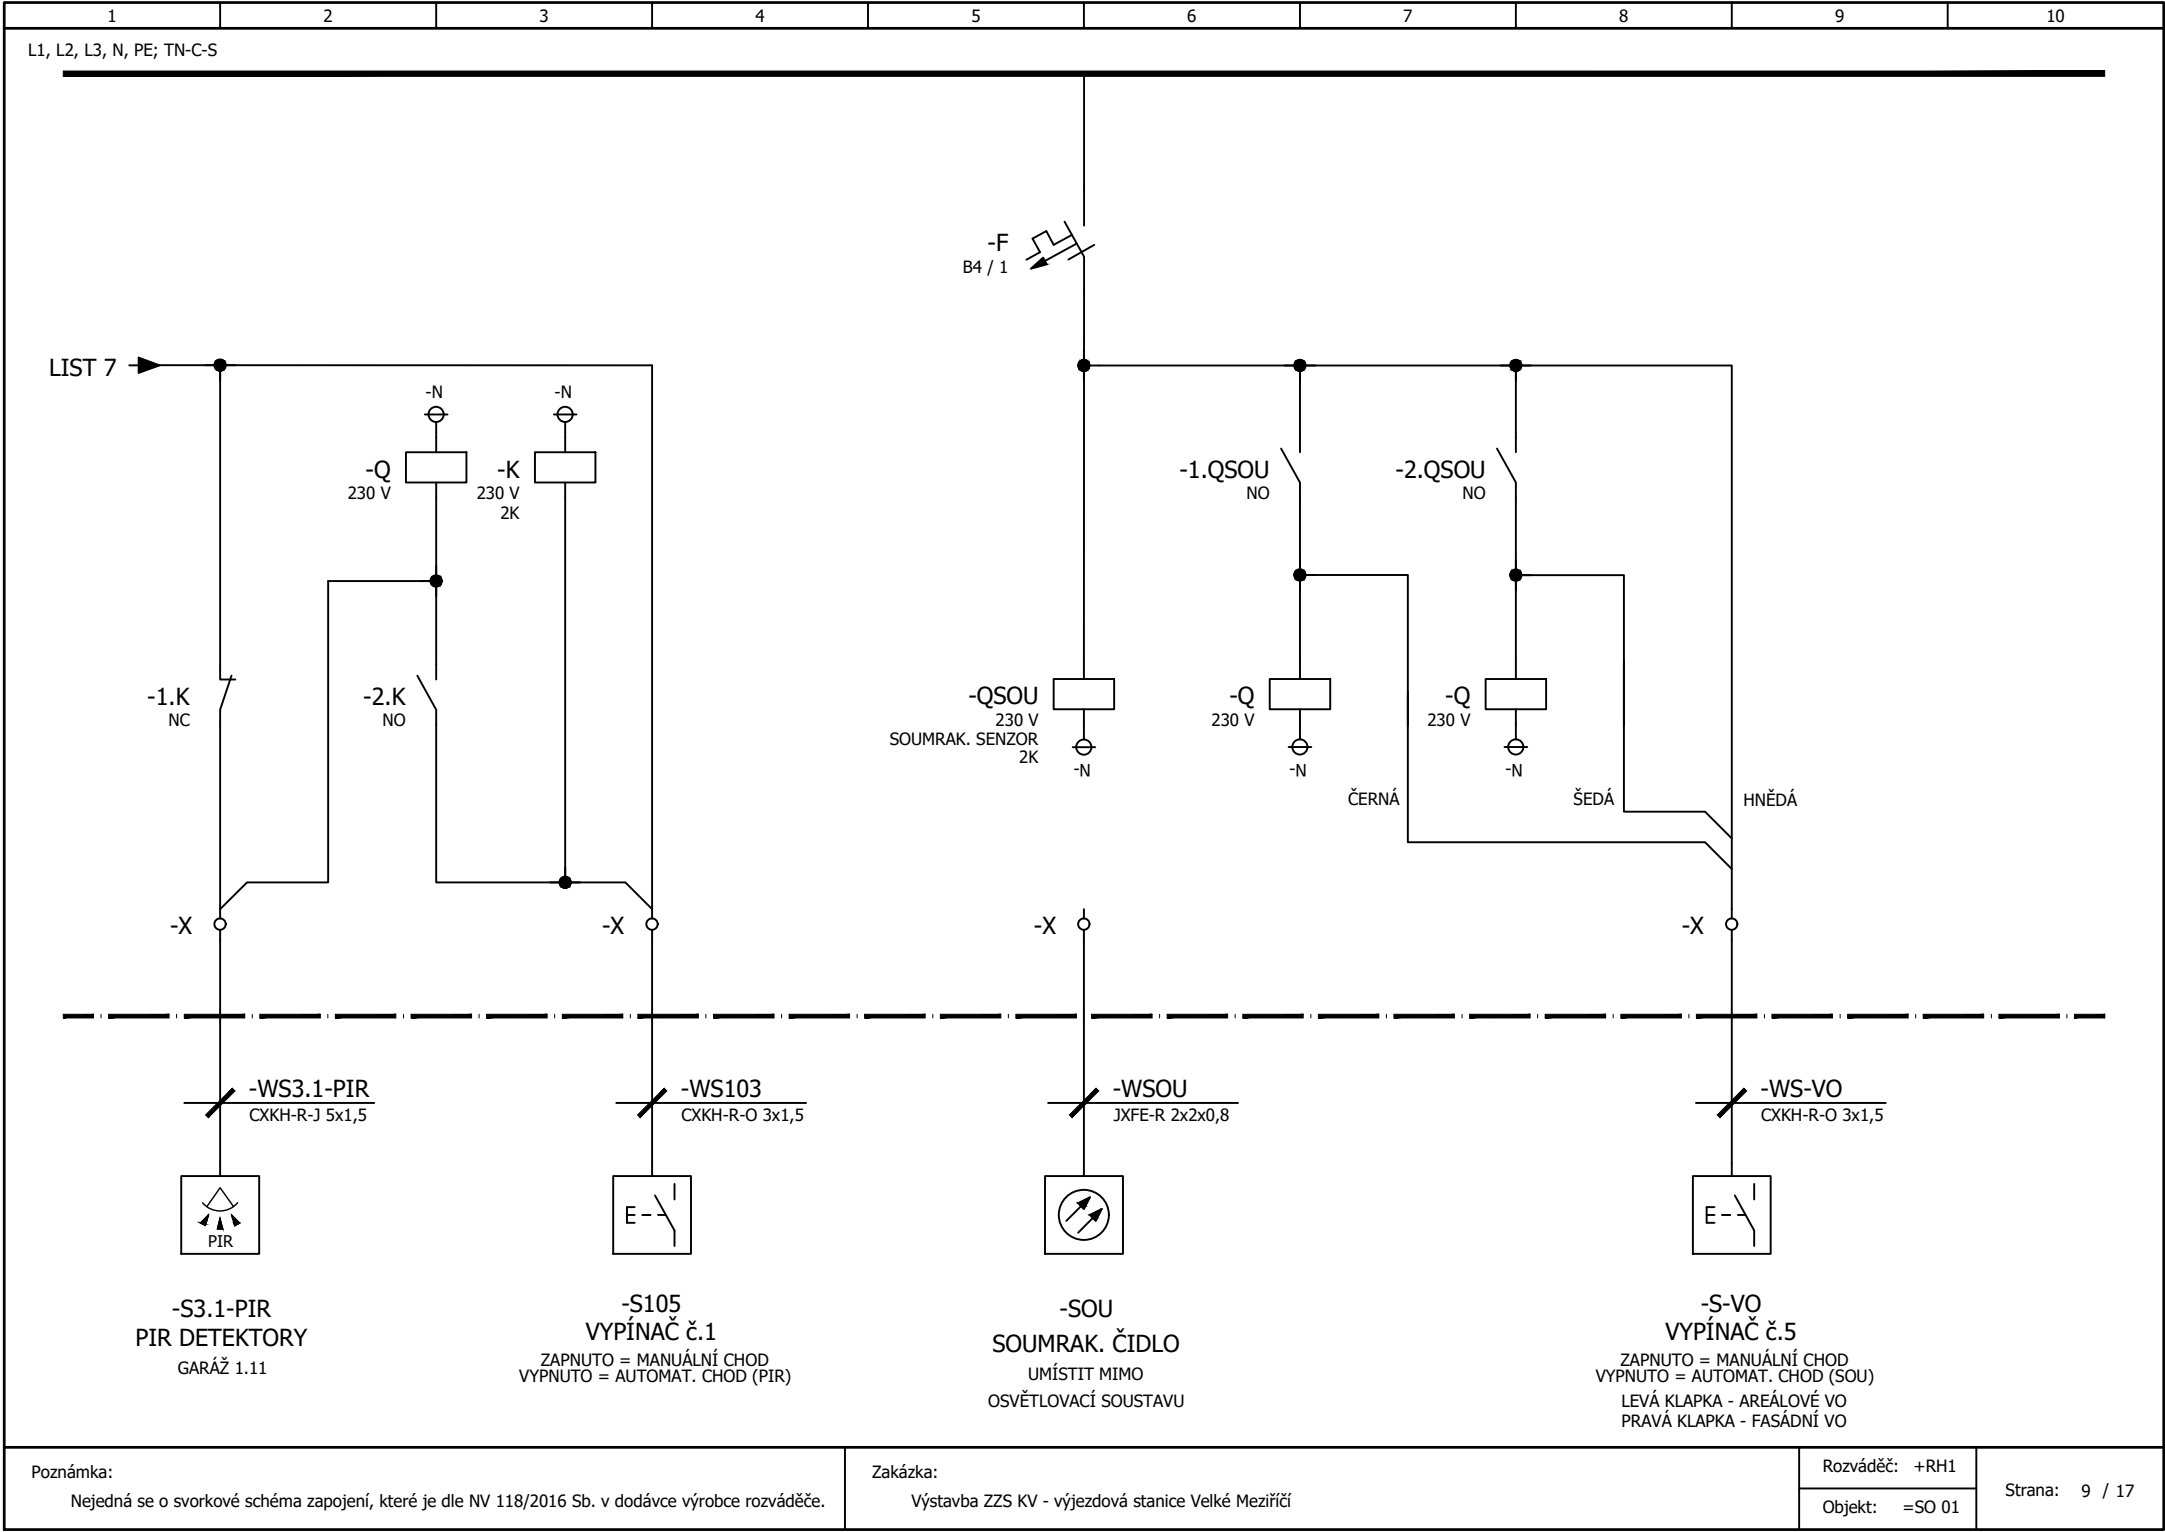 1 2 3 4 5 6 7 8 9 10
L1, L2, L3, N, PE; TN-C-S
-F
B4 / 1
LIST 7
-N
-N
-Q
230 V
-K
230 V
2K
-1.QSOU
NO
-2.QSOU
NO
-1.K
NC
-2.K
NO
-QSOU
230 V
SOUMRAK. SENZOR
2K
-N
-Q
230 V
-N
-Q
230 V
-N
ČERNÁ
ŠEDÁ
HNĚDÁ
-X
-X
-X
-X
-WS3.1-PIR
CXKH-R-J 5x1,5
-WS103
CXKH-R-O 3x1,5
-WSOU
JXFE-R 2x2x0,8
-WS-VO
CXKH-R-O 3x1,5
PIR
E
E
-S3.1-PIR
PIR DETEKTORY
GARÁŽ 1.11
-S105
VYPÍNAČ č.1
ZAPNUTO = MANUÁLNÍ CHOD
VYPNUTO = AUTOMAT. CHOD (PIR)
-SOU
SOUMRAK. ČIDLO
UMÍSTIT MIMO
OSVĚTLOVACÍ SOUSTAVU
-S-VO
VYPÍNAČ č.5
ZAPNUTO = MANUÁLNÍ CHOD
VYPNUTO = AUTOMAT. CHOD (SOU)
LEVÁ KLAPKA - AREÁLOVÉ VO
PRAVÁ KLAPKA - FASÁDNÍ VO
Poznámka:
Nejedná se o svorkové schéma zapojení, které je dle NV 118/2016 Sb. v dodávce výrobce rozváděče.
Zakázka:
Výstavba ZZS KV - výjezdová stanice Velké Meziříčí
Rozváděč: +RH1
Objekt: =SO 01
Strana: 9 / 17